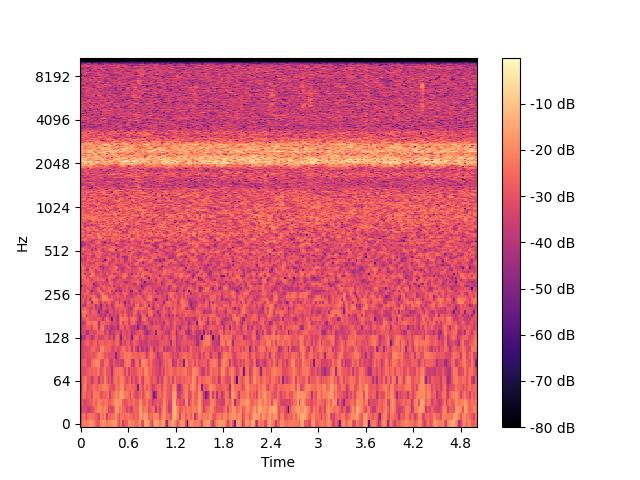 8192
4096
2048
1024
512
256
128
64
0
Hz
0 0.6 1.2 1.8 2.4 3 3.6 4.2 4.8
Time
-10 dB
-20 dB
-30 dB
-40 dB
-50 dB
-60 dB
-70 dB
-80 dB